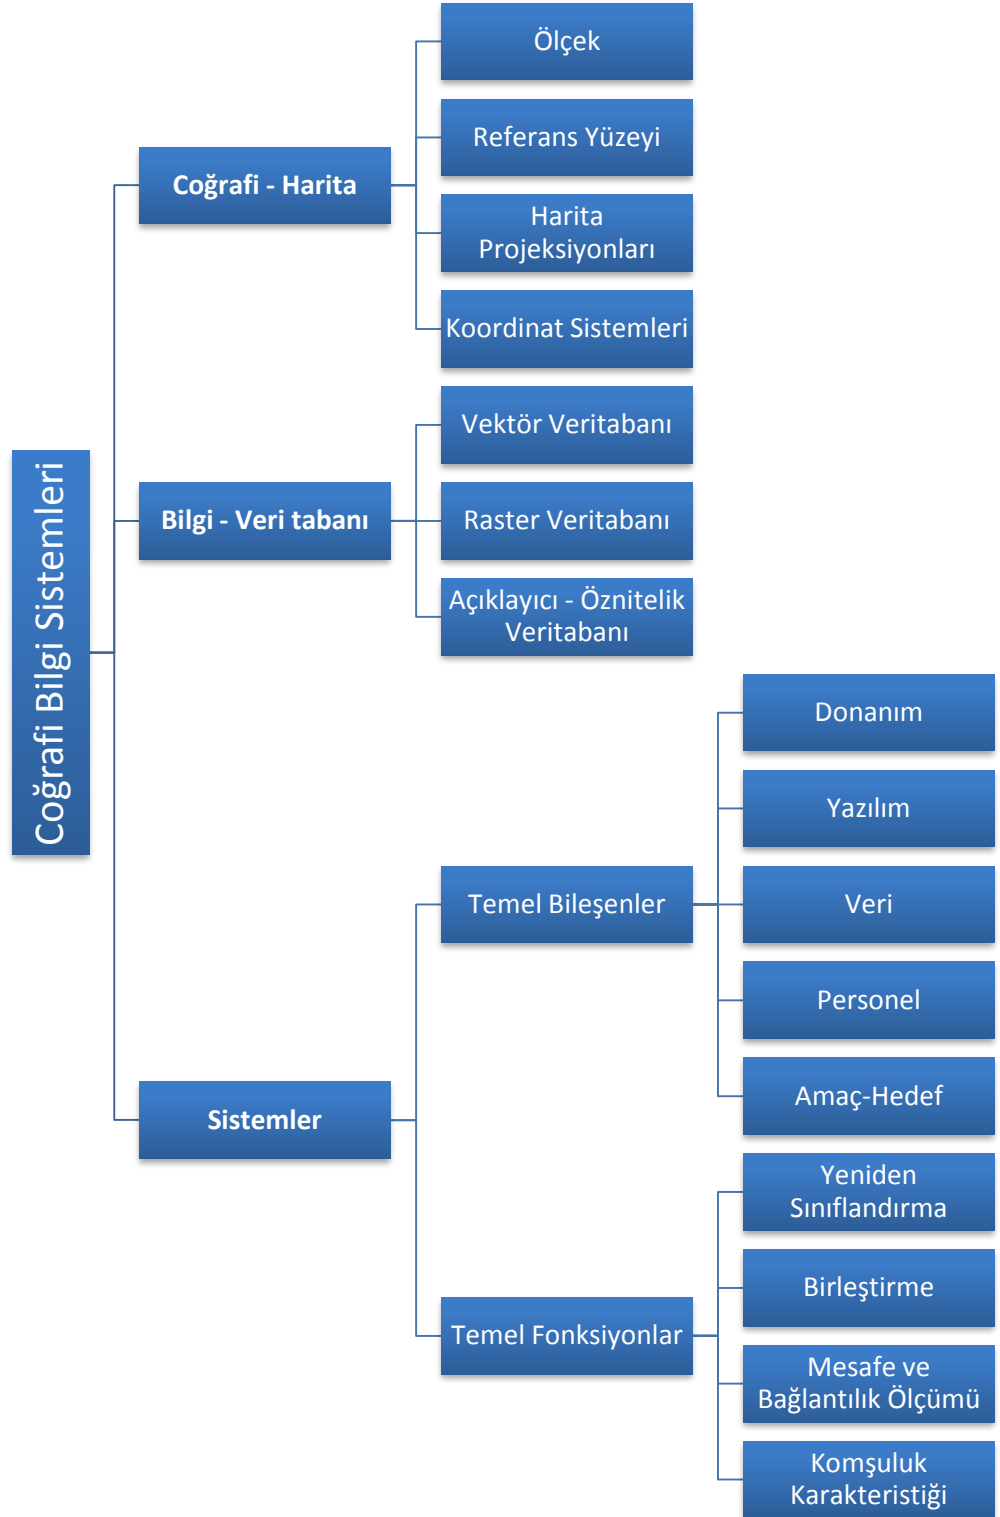 Coğrafi Bilgi Sistemleri
Coğrafi - Harita
Ölçek
Referans Yüzeyi
Harita
Projeksiyonları
Koordinat Sistemleri
Bilgi - Veri tabanı
Vektör Veritabanı
Raster Veritabanı
Açıklayıcı - Öznitelik
Veritabanı
Sistemler
Temel Bileşenler
Donanım
Yazılım
Veri
Personel
Amaç-Hedef
Temel Fonksiyonlar
Yeniden
Sınıflandırma
Birleştirme
Mesafe ve
Bağlantılık Ölçümü
Komşuluk
Karakteristiği